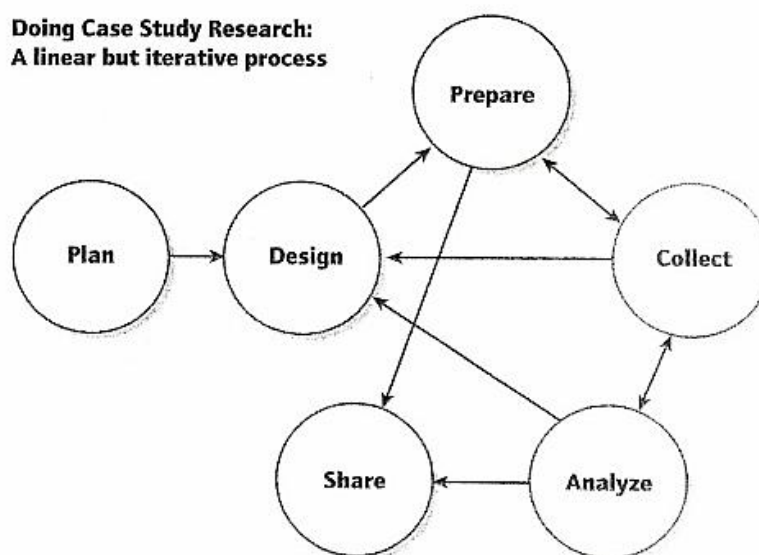 Doing Case Study Research:
A linear but iterative process
Prepare
Plan
Design
Collect
Share
Analyze